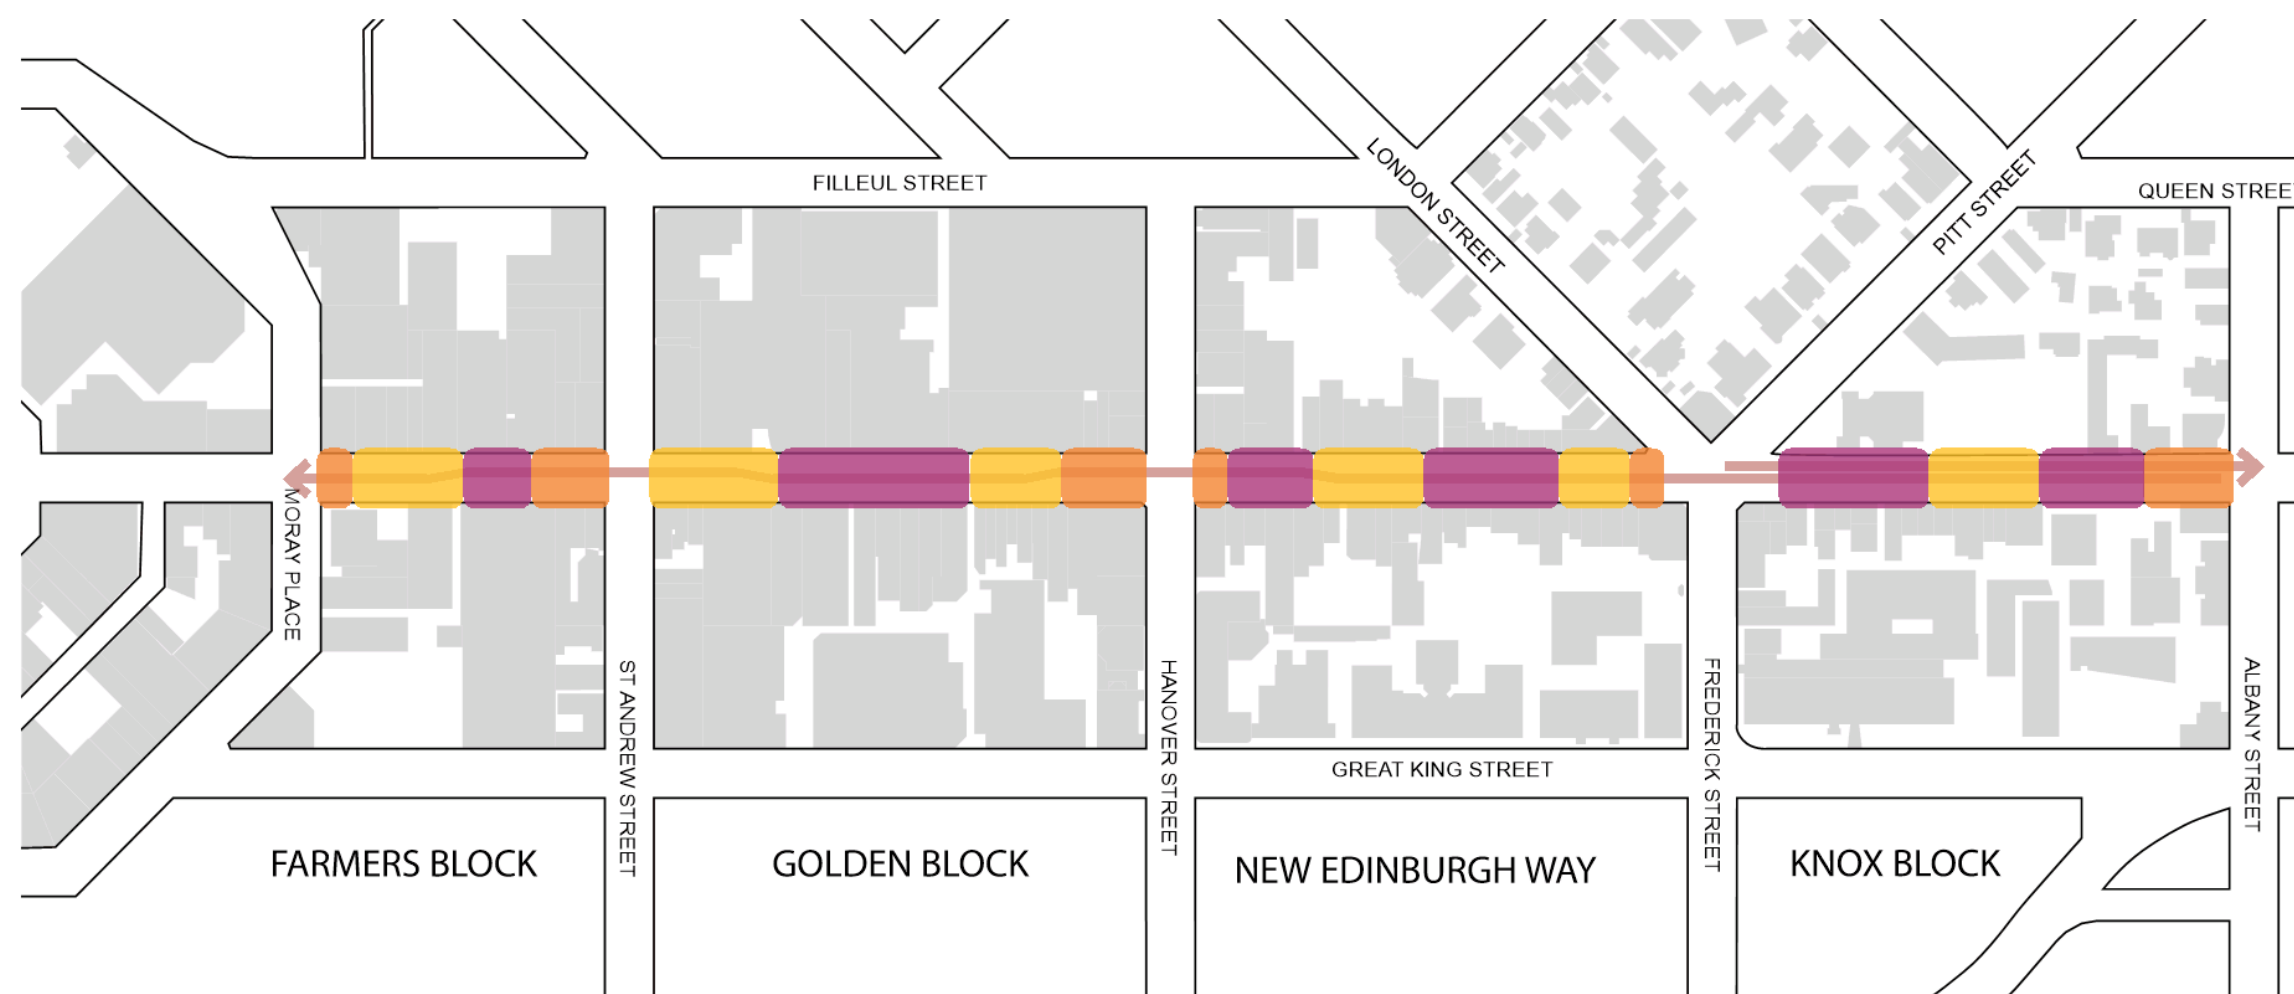 FILLEUL STREET
LONDON STREET
PITT STREET
QUEEN STREE
MORAY PLACE
ST ANDREW STREET
HANOVER STREET
FREDERICK STREET
ALBANY STREET
GREAT KING STREET
FARMERS BLOCK
GOLDEN BLOCK
NEW EDINBURGH WAY
KNOX BLOCK